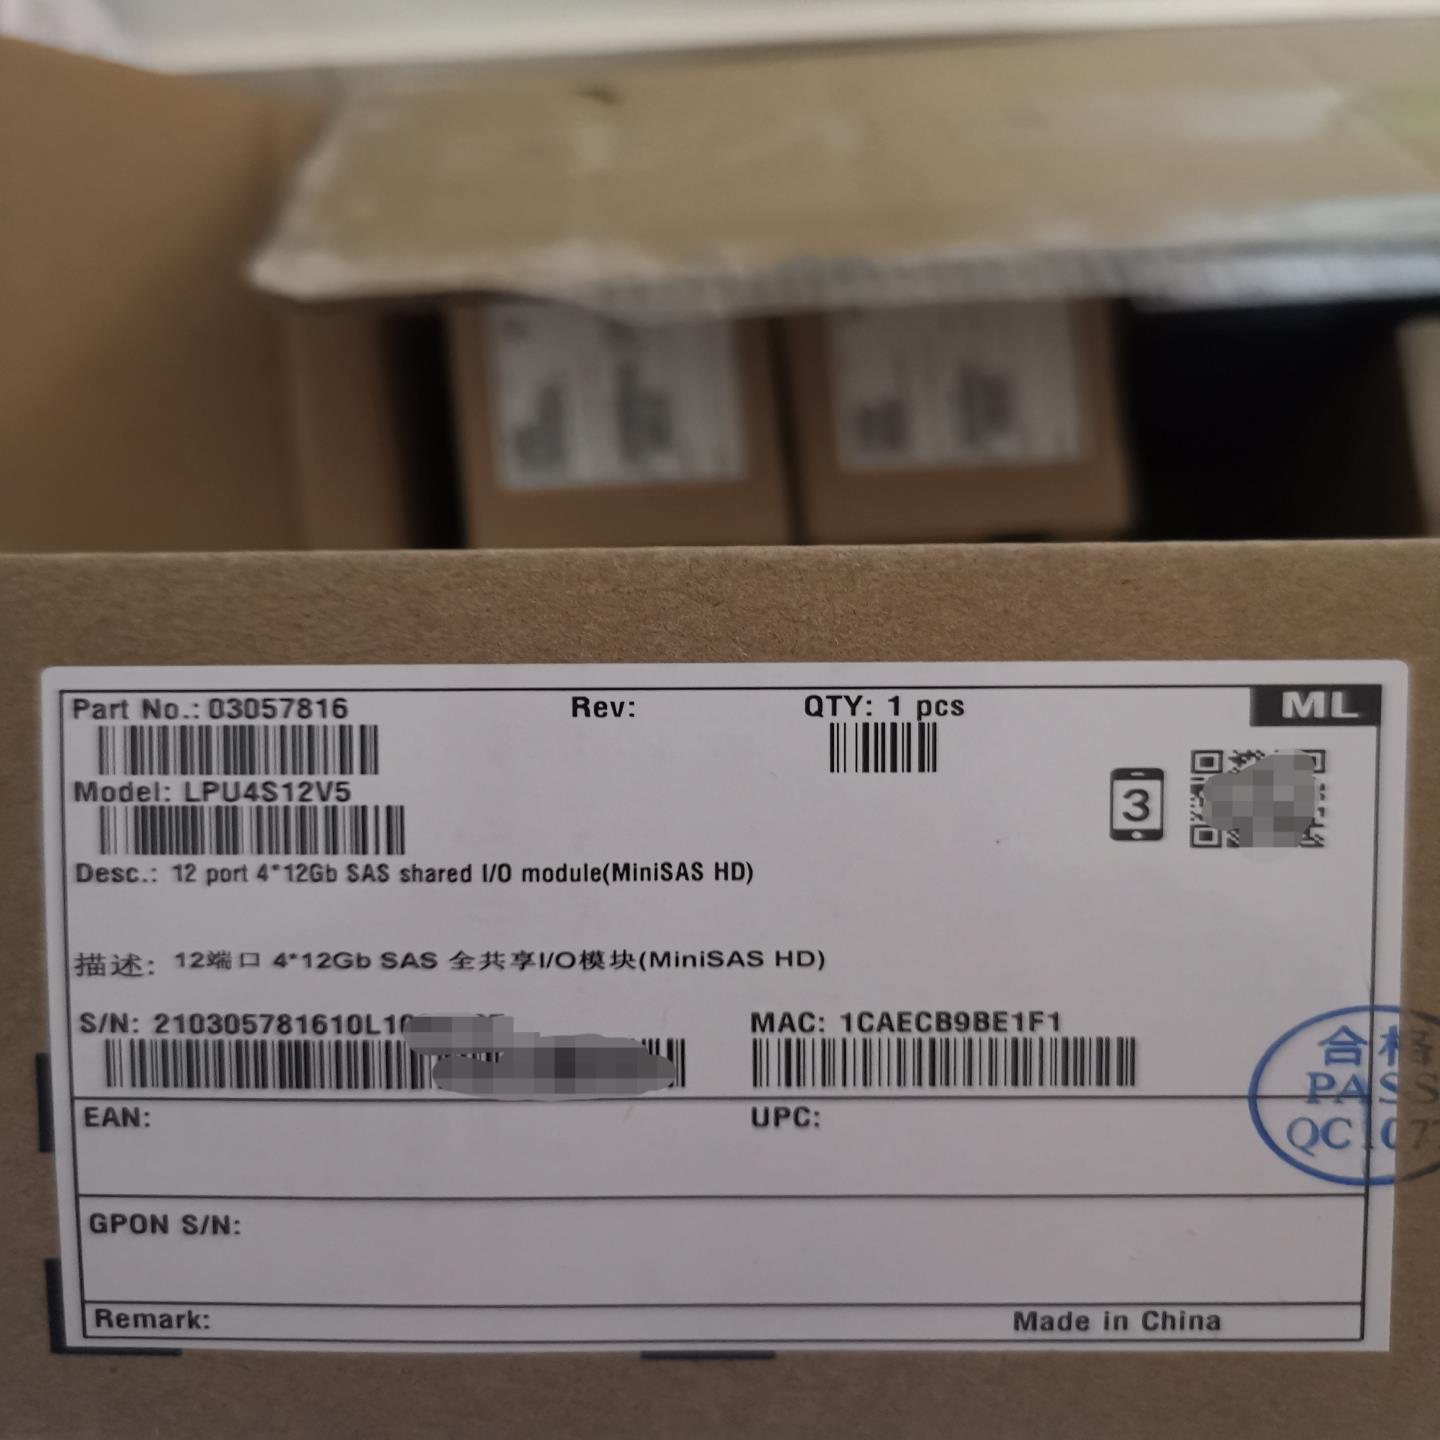 Part No.: 03057816
Rev:
QTY: 1 pcs
ML
Model: LPU4S12V5
3
Desc.: 12 port 4*12Gb SAS shared I/O module(MiniSAS HD)
描述: 12端口 4*12Gb SAS 全共享I/O模块(MiniSAS HD)
S/N: 210305781610L10
MAC: 1CAECB9BE1F1
合格
PASS
QC 107
EAN:
UPC:
GPON S/N:
Remark:
Made in China